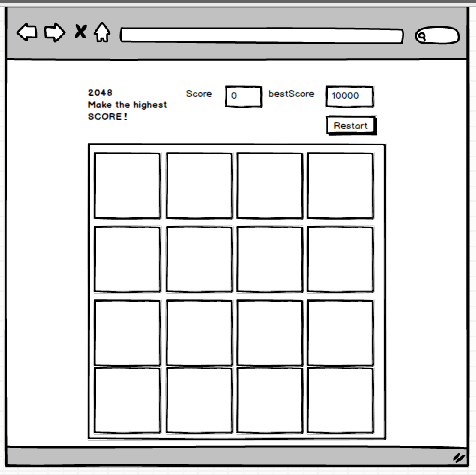 2048
Make the highest
SCORE!
Score 0 bestScore 10000
Restart